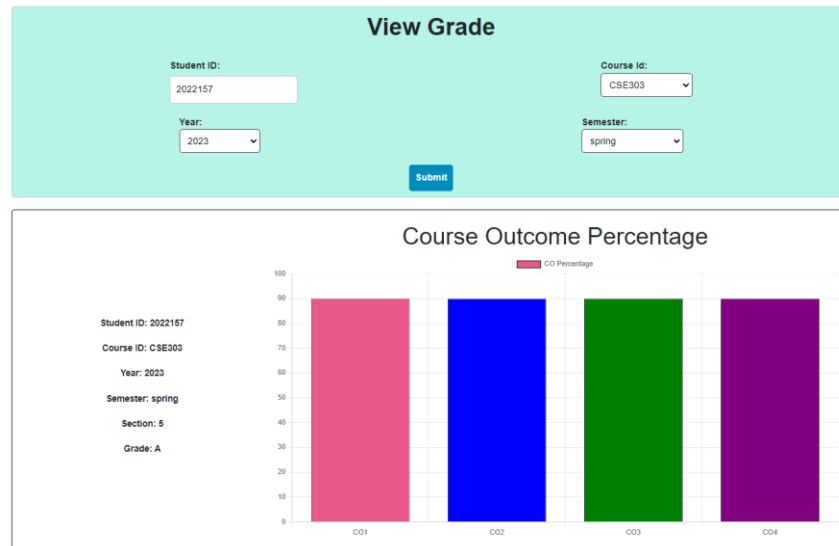 View Grade
Student ID:
Course Id:
2022157
CSE303
Year:
Semester:
2023
spring
Submit
Course Outcome Percentage
CO Percentage
Student ID: 2022157
Course ID: CSE303
Year: 2023
Semester: spring
Section: 5
Grade: A
100
90
80
70
60
50
40
30
20
10
0
CO1 CO2 CO3 CO4